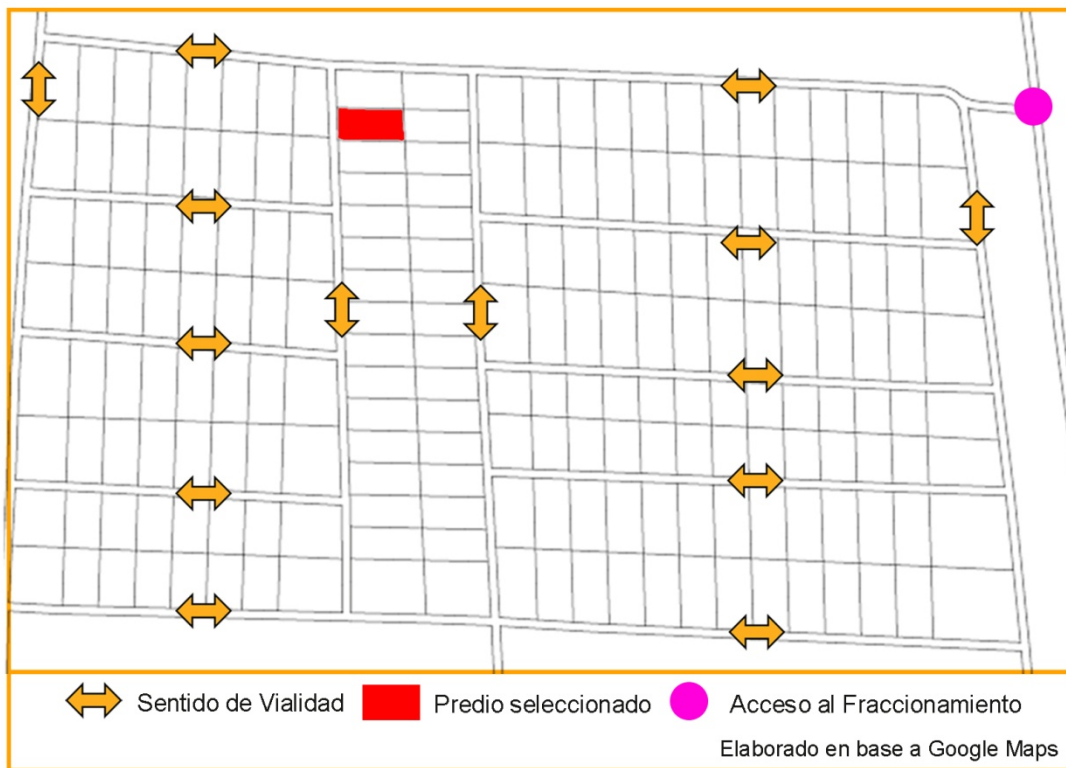 Sentido de Vialidad
Predio seleccionado
Acceso al Fraccionamiento
Elaborado en base a Google Maps